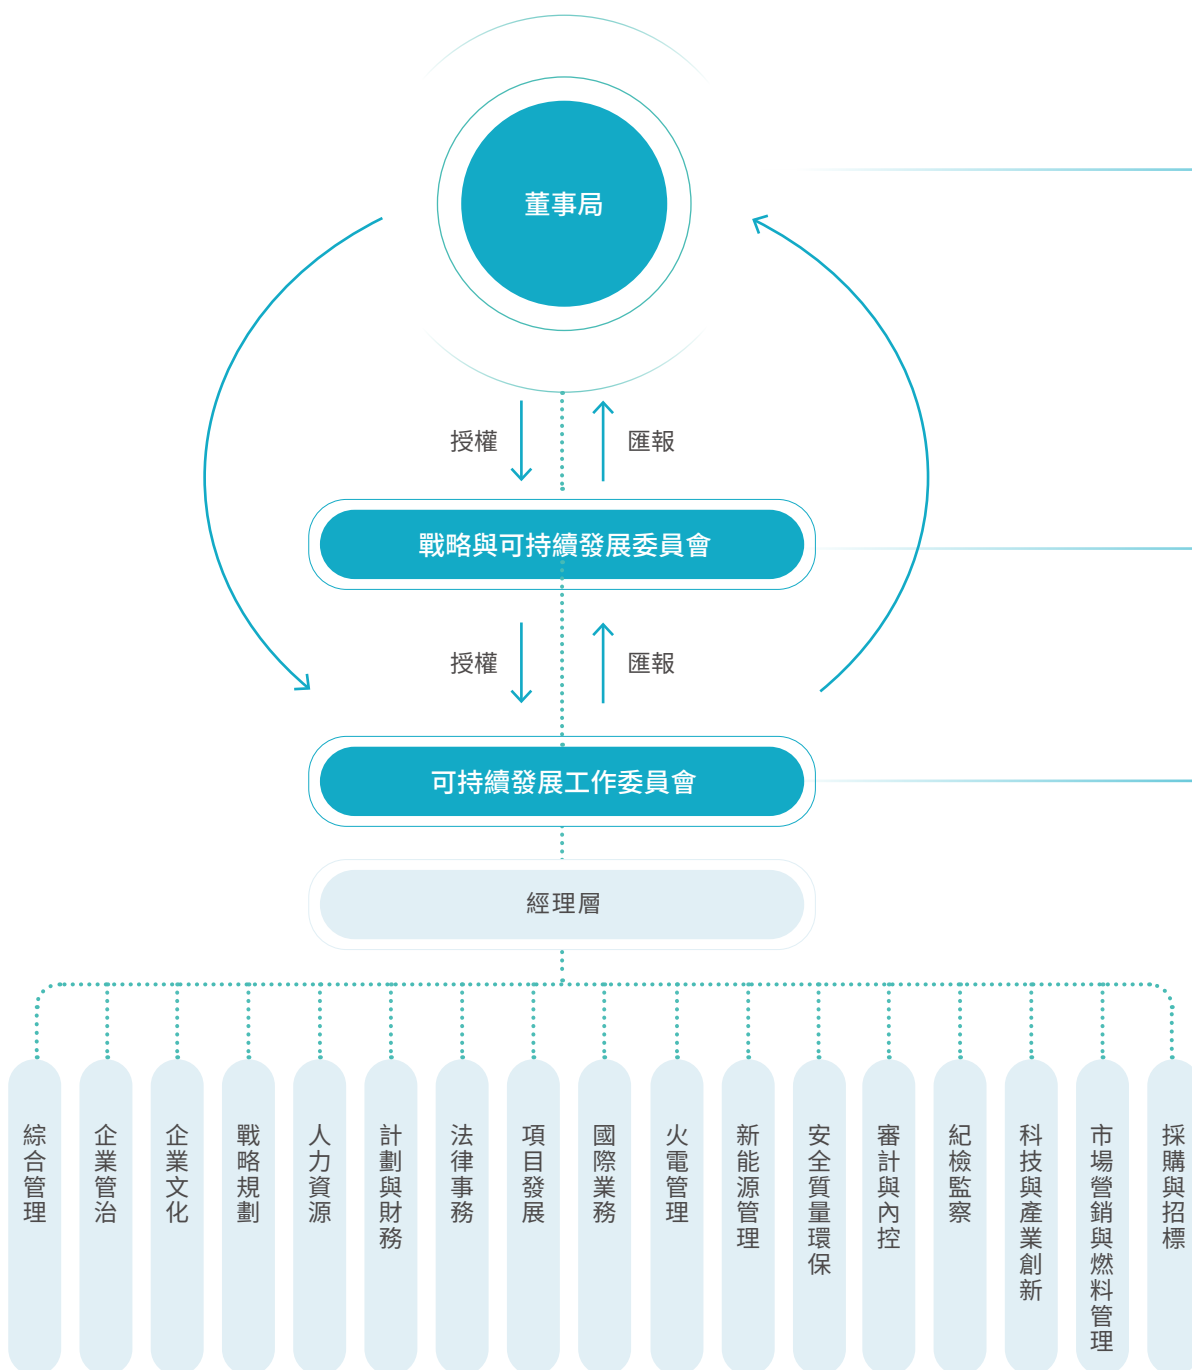 董事局
授權
匯報
戰略與可持續發展委員會
授權
匯報
可持續發展工作委員會
經理層
綜合管理
企業管治
企業文化
戰略規劃
人力資源
計劃與財務
法律事務
項目發展
國際業務
火電管理
新能源管理
安全質量環保
審計與內控
紀檢監察
科技與產業創新
市場營銷與燃料管理
採購與招標